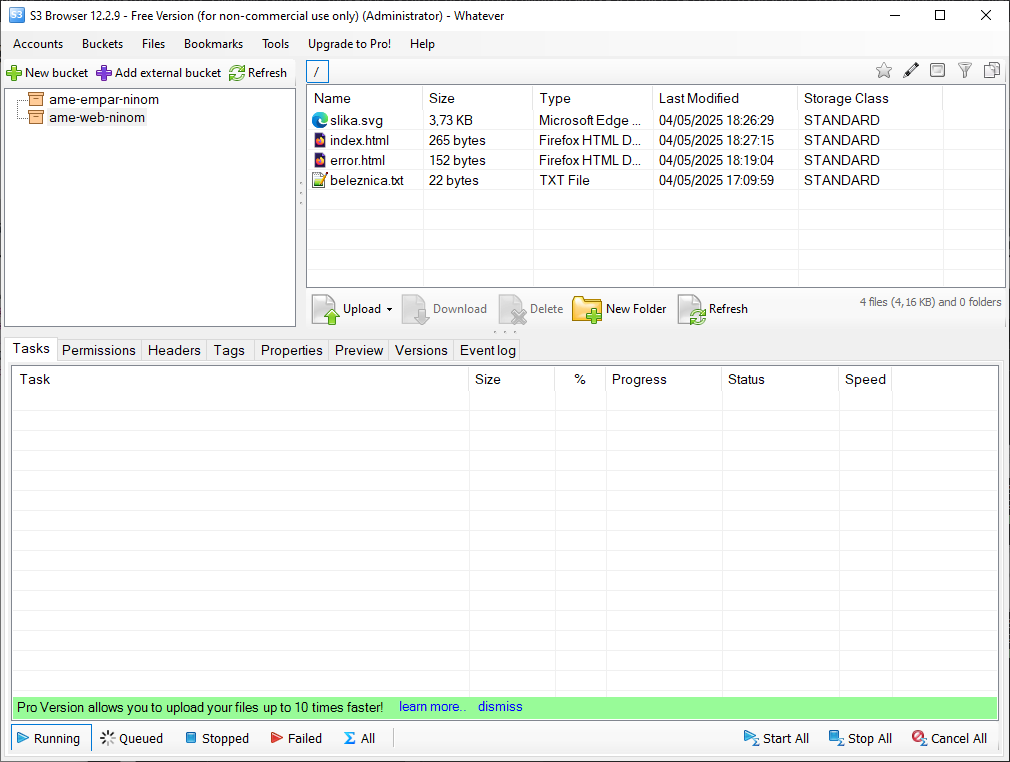 S3 Browser 12.2.9 - Free Version (for non-commercial use only) (Administrator) - Whatever
Accounts Buckets Files Bookmarks Tools Upgrade to Pro! Help
New bucket Add external bucket Refresh /
ame-empar-ninom
ame-web-ninom
Name Size Type Last Modified Storage Class
slika.svg 3,73 KB Microsoft Edge ... 04/05/2025 18:26:29 STANDARD
index.html 265 bytes Firefox HTML D... 04/05/2025 18:27:15 STANDARD
error.html 152 bytes Firefox HTML D... 04/05/2025 18:19:04 STANDARD
beleznica.txt 22 bytes TXT File 04/05/2025 17:09:59 STANDARD
Upload Download Delete New Folder Refresh 4 files (4,16 KB) and 0 folders
Tasks Permissions Headers Tags Properties Preview Versions Event log
Task Size % Progress Status Speed
Pro Version allows you to upload your files up to 10 times faster! learn more.. dismiss
Running Queued Stopped Failed All Start All Stop All Cancel All